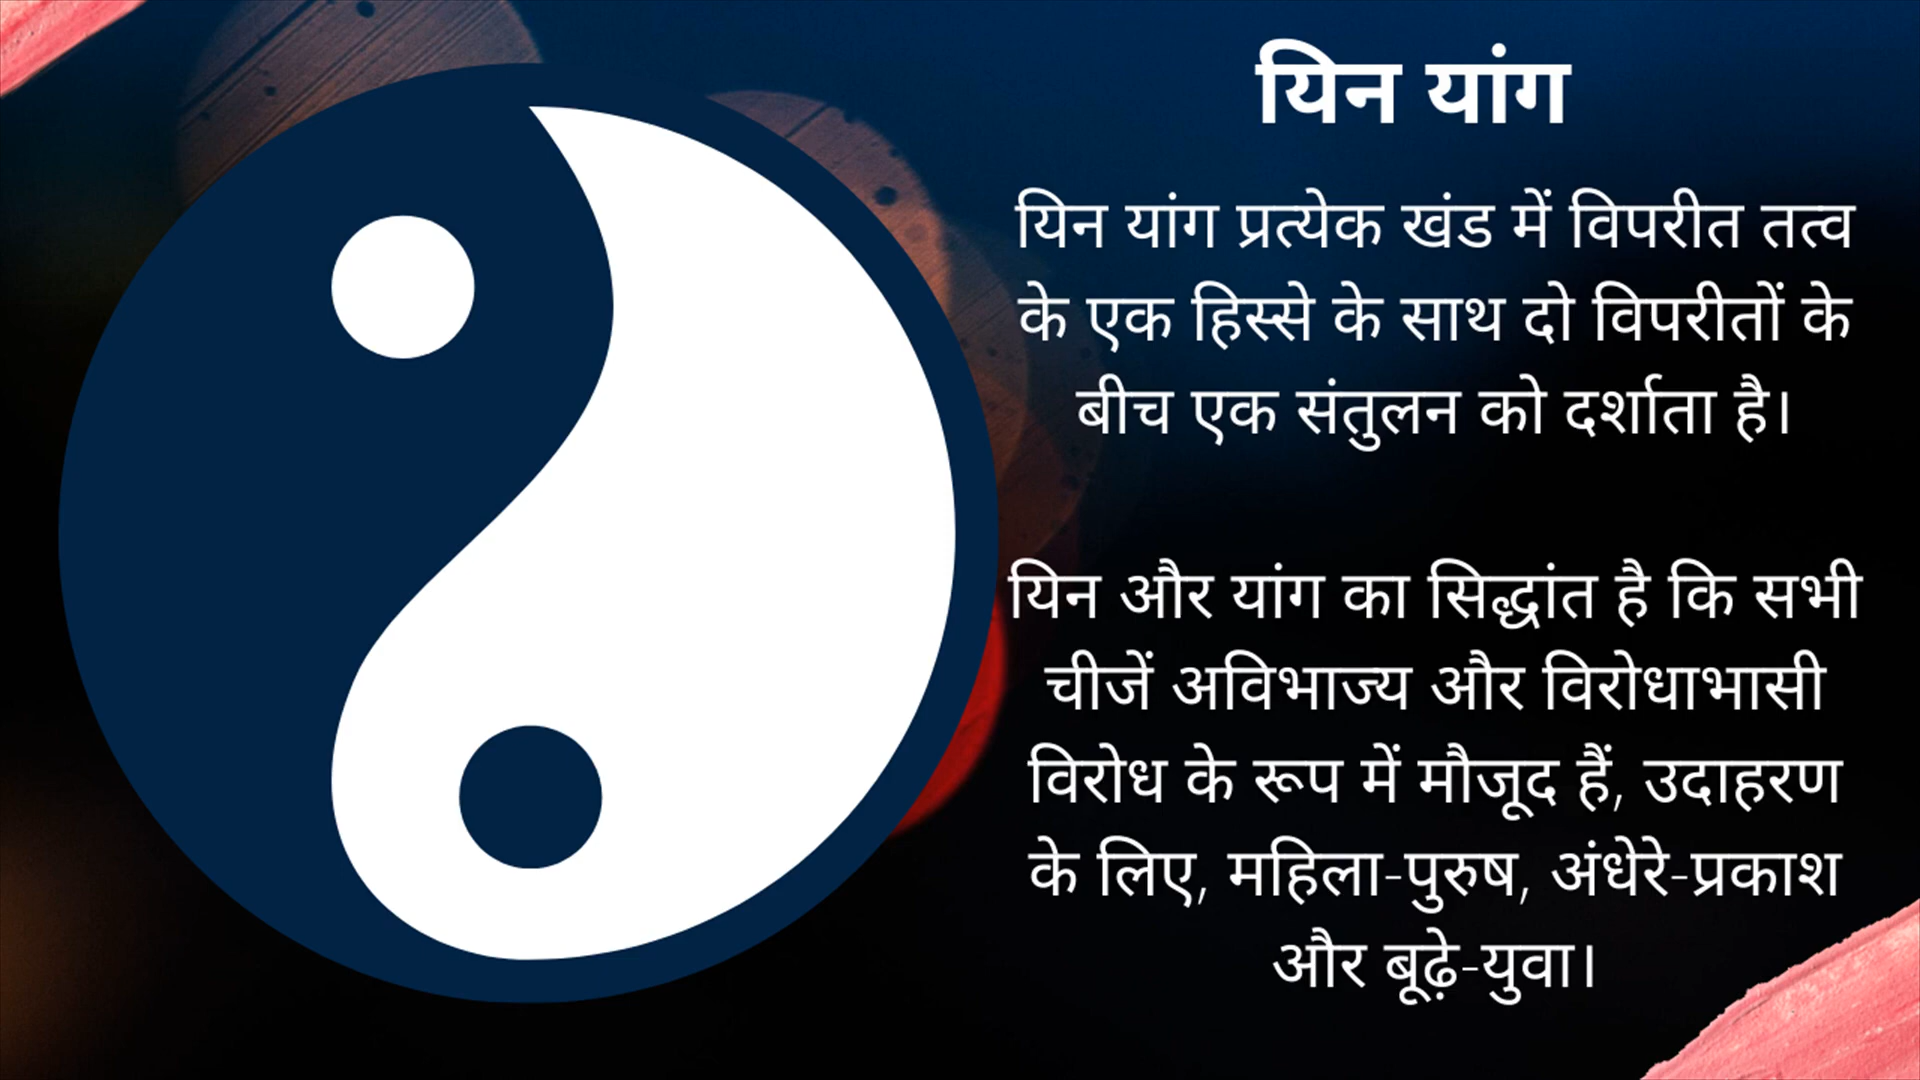 यिन यांग
यिन यांग प्रत्येक खंड में विपरीत तत्व
के एक हिस्से के साथ दो विपरीतों के
बीच एक संतुलन को दर्शाता है।
यिन और यांग का सिद्धांत है कि सभी
चीजें अविभाज्य और विरोधाभासी
विरोध के रूप में मौजूद हैं, उदाहरण
के लिए, महिला-पुरुष, अंधेरे-प्रकाश
और बूढ़े-युवा।